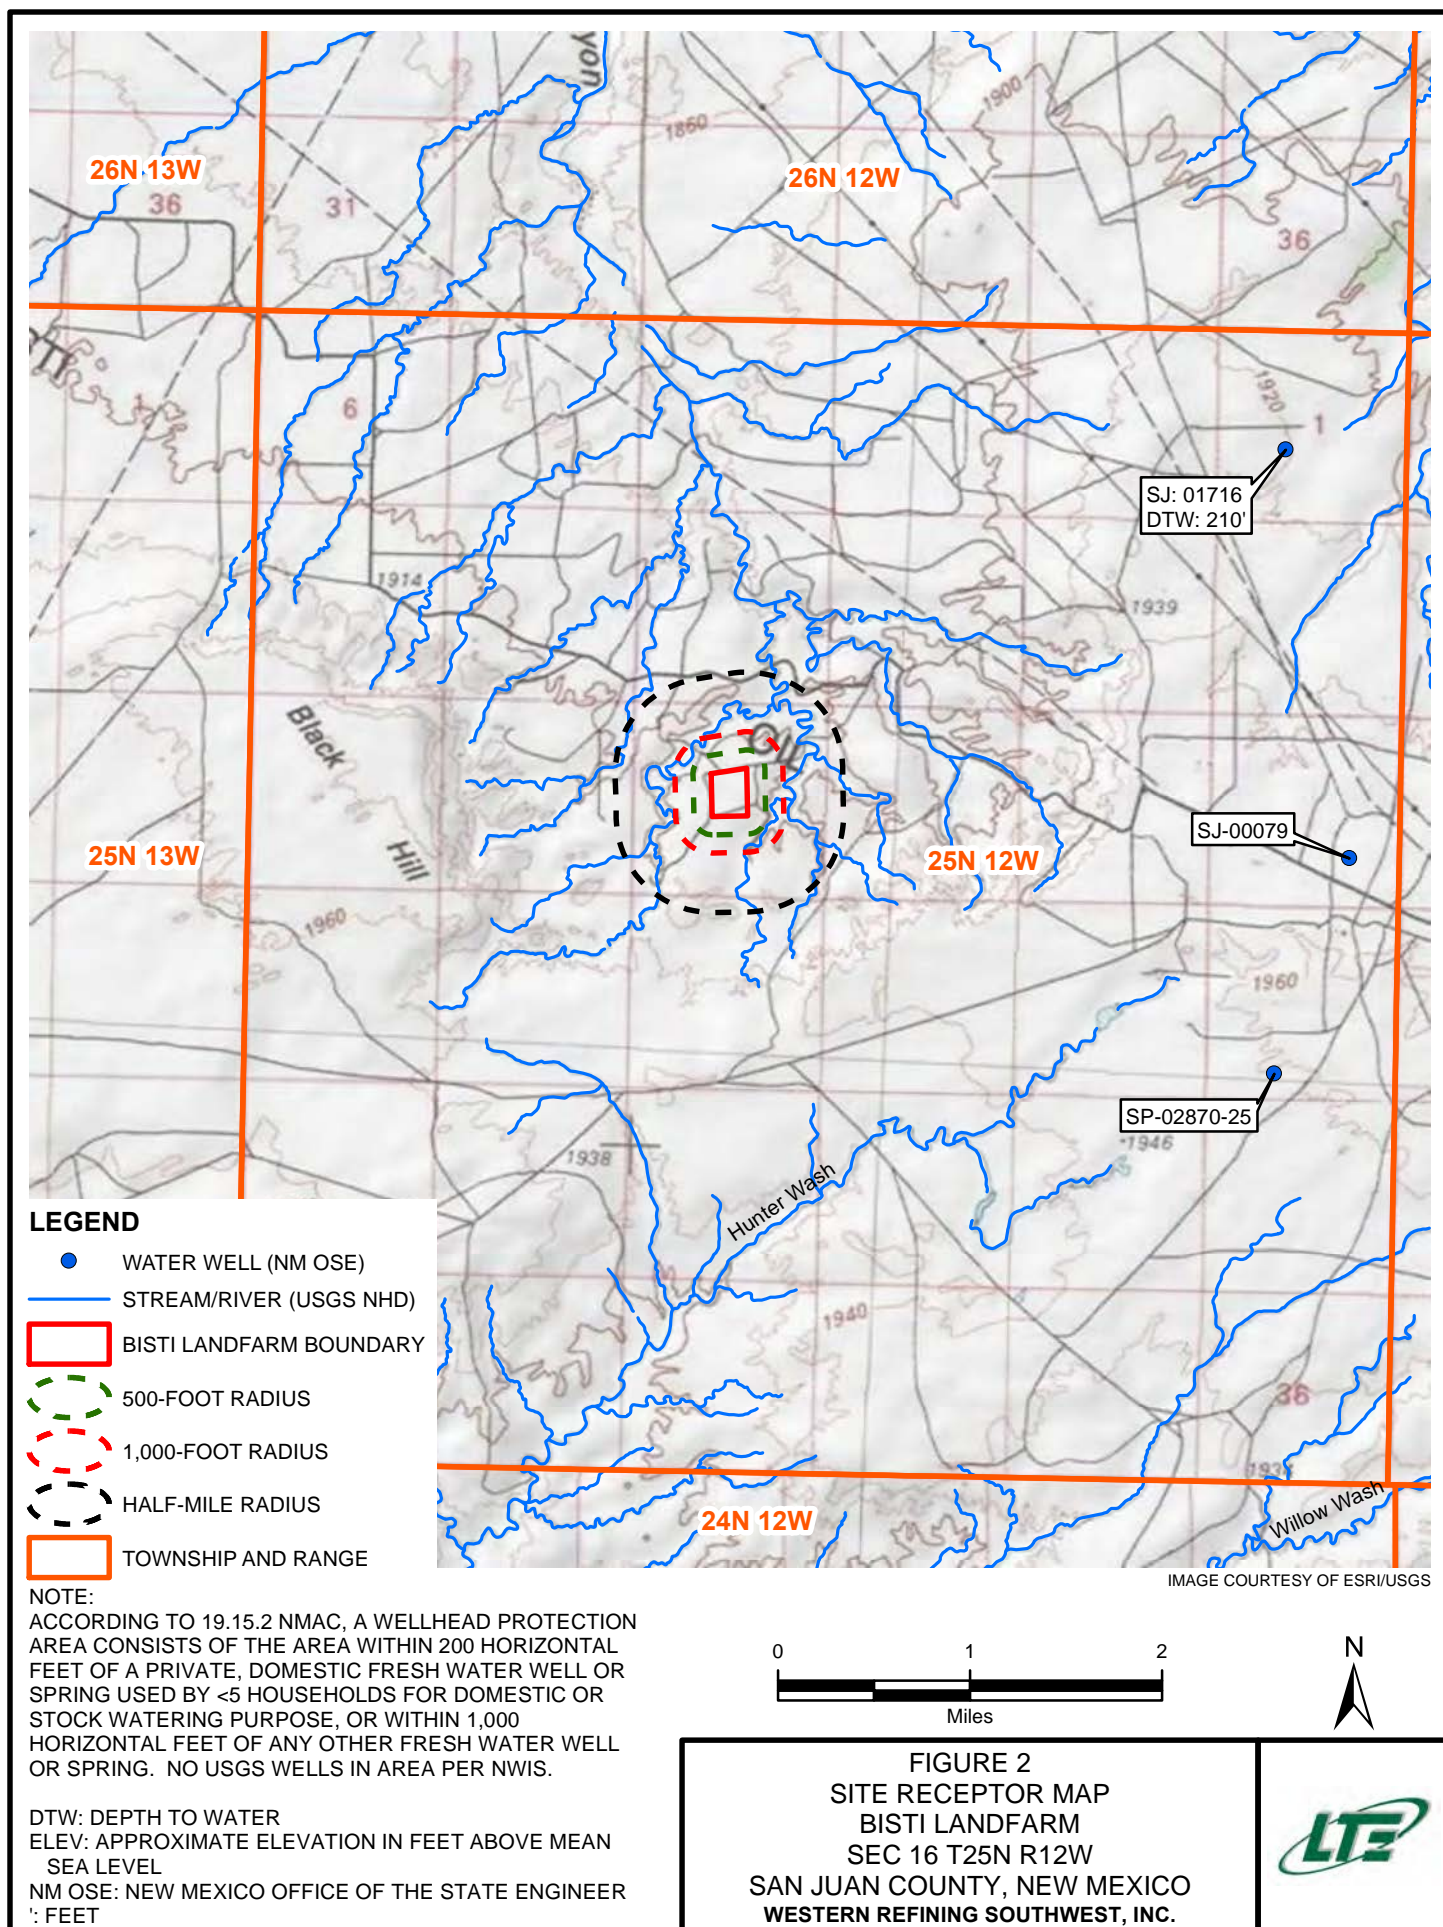 yon
1900
1860
26N 13W
26N 12W
36
31
36
1
6
1920
1
SJ: 01716
DTW: 210'
1914
1939
Black
Hill
SJ-00079
25N 13W
25N 12W
1960
1960
SP-02870-25
1946
1938
Hunter Wash
1940
36
24N 12W
Willow Wash
LEGEND
WATER WELL (NM OSE)
STREAM/RIVER (USGS NHD)
BISTI LANDFARM BOUNDARY
500-FOOT RADIUS
1,000-FOOT RADIUS
HALF-MILE RADIUS
TOWNSHIP AND RANGE
IMAGE COURTESY OF ESRI/USGS
NOTE:
ACCORDING TO 19.15.2 NMAC, A WELLHEAD PROTECTION
AREA CONSISTS OF THE AREA WITHIN 200 HORIZONTAL
FEET OF A PRIVATE, DOMESTIC FRESH WATER WELL OR
SPRING USED BY <5 HOUSEHOLDS FOR DOMESTIC OR
STOCK WATERING PURPOSE, OR WITHIN 1,000
HORIZONTAL FEET OF ANY OTHER FRESH WATER WELL
OR SPRING. NO USGS WELLS IN AREA PER NWIS.
DTW: DEPTH TO WATER
ELEV: APPROXIMATE ELEVATION IN FEET ABOVE MEAN
SEA LEVEL
NM OSE: NEW MEXICO OFFICE OF THE STATE ENGINEER
': FEET
0 1 2
Miles
N
FIGURE 2
SITE RECEPTOR MAP
BISTI LANDFARM
SEC 16 T25N R12W
SAN JUAN COUNTY, NEW MEXICO
WESTERN REFINING SOUTHWEST, INC.
LTE